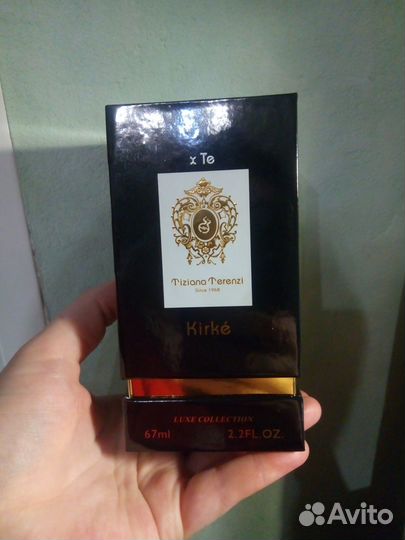 x Te
Tiziana Terenzi
Since 1968
Kirké
LUXE COLLECTION
67ml 2.2FL.OZ.
Avito